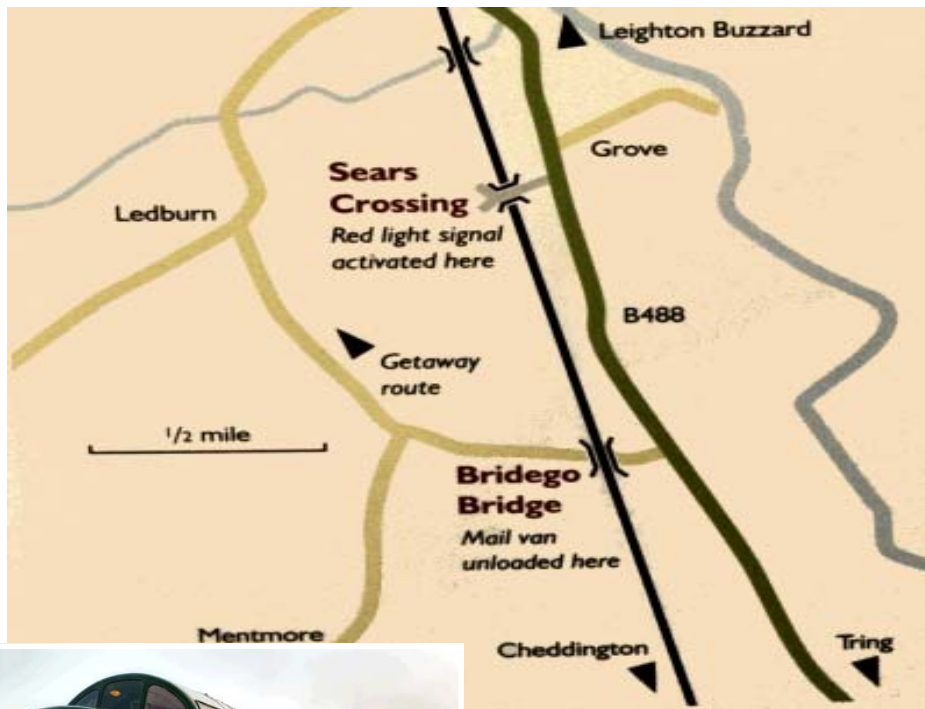 Leighton Buzzard
Grove
Sears
Crossing
Red light signal
activated here
Ledburn
B488
Getaway
route
1/2 mile
Bridego
Bridge
Mail van
unloaded here
Mentmore
Cheddington
Tring